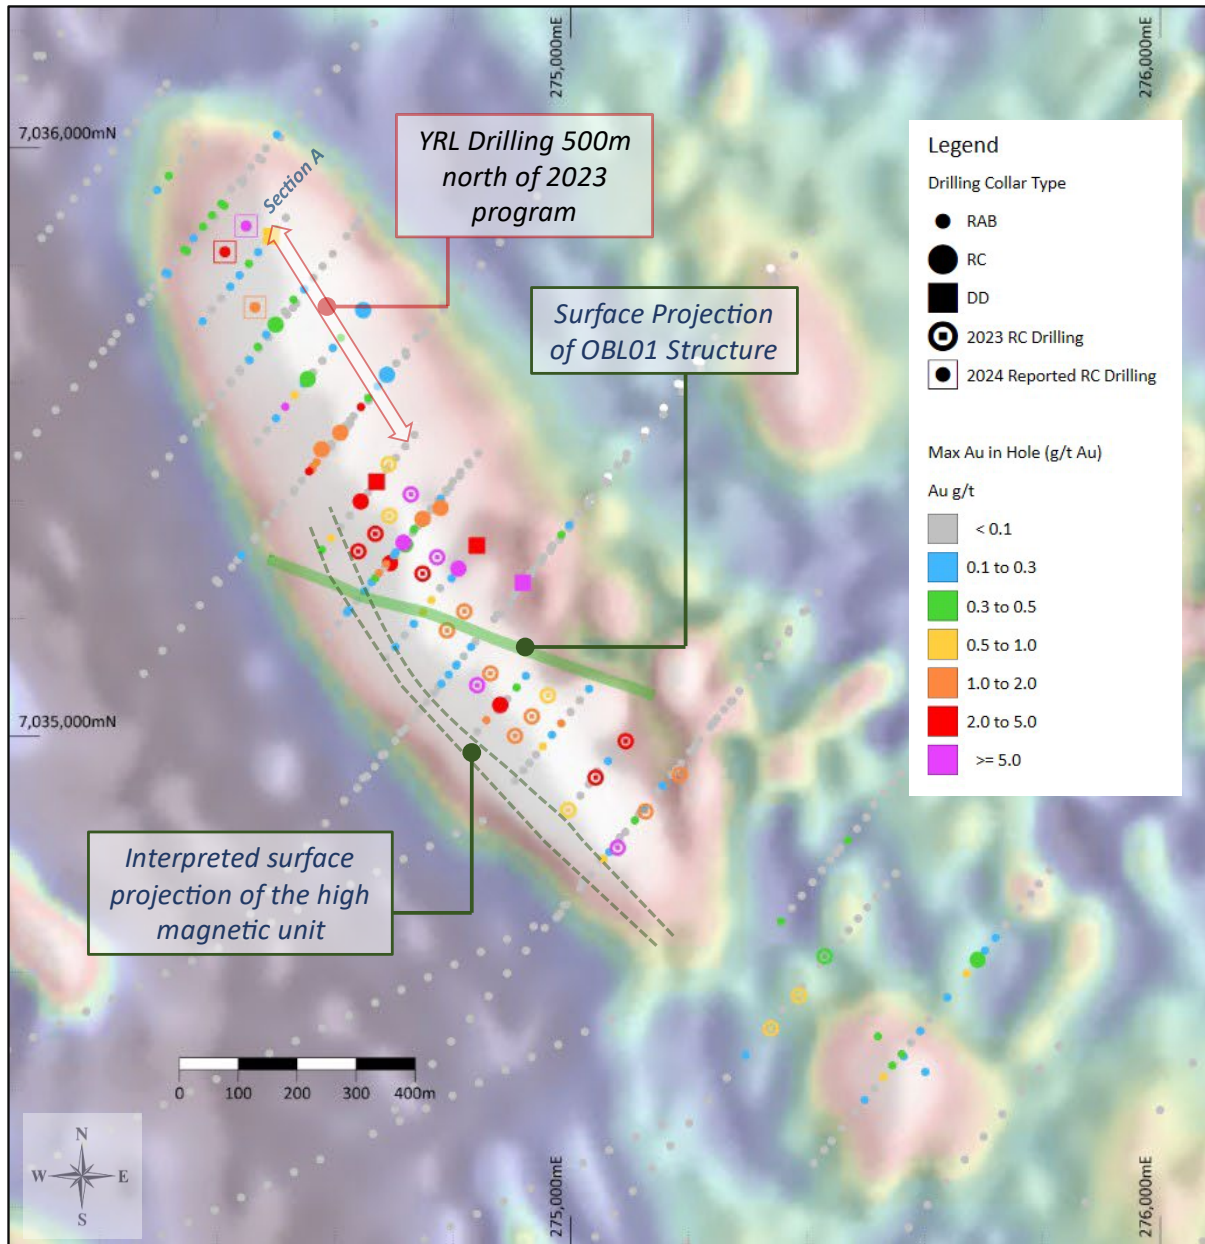 275,000mE
276,000mE
7,036,000mN
YRL Drilling 500m
north of 2023
program
Section A
Surface Projection
of OBL01 Structure
Legend
Drilling Collar Type
RAB
RC
DD
2023 RC Drilling
2024 Reported RC Drilling
Max Au in Hole (g/t Au)
Au g/t
< 0.1
0.1 to 0.3
0.3 to 0.5
0.5 to 1.0
1.0 to 2.0
2.0 to 5.0
>= 5.0
7,035,000mN
Interpreted surface
projection of the high
magnetic unit
0 100 200 300 400m
N
W E
S
275,000mE
276,000mE